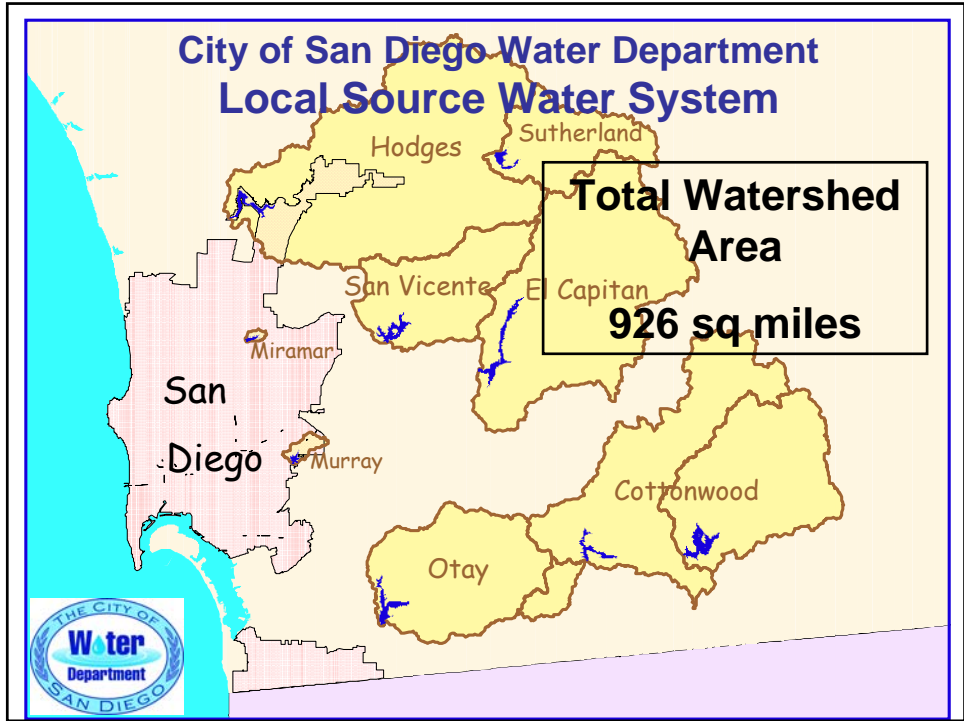 City of San Diego Water Department
Local Source Water System
Hodges
Sutherland
Total Watershed
Area
926 sq miles
San Vicente
El Capitan
Miramar
San
Diego
Murray
Cottonwood
Otay
THE CITY OF
Water
Department
SAN DIEGO